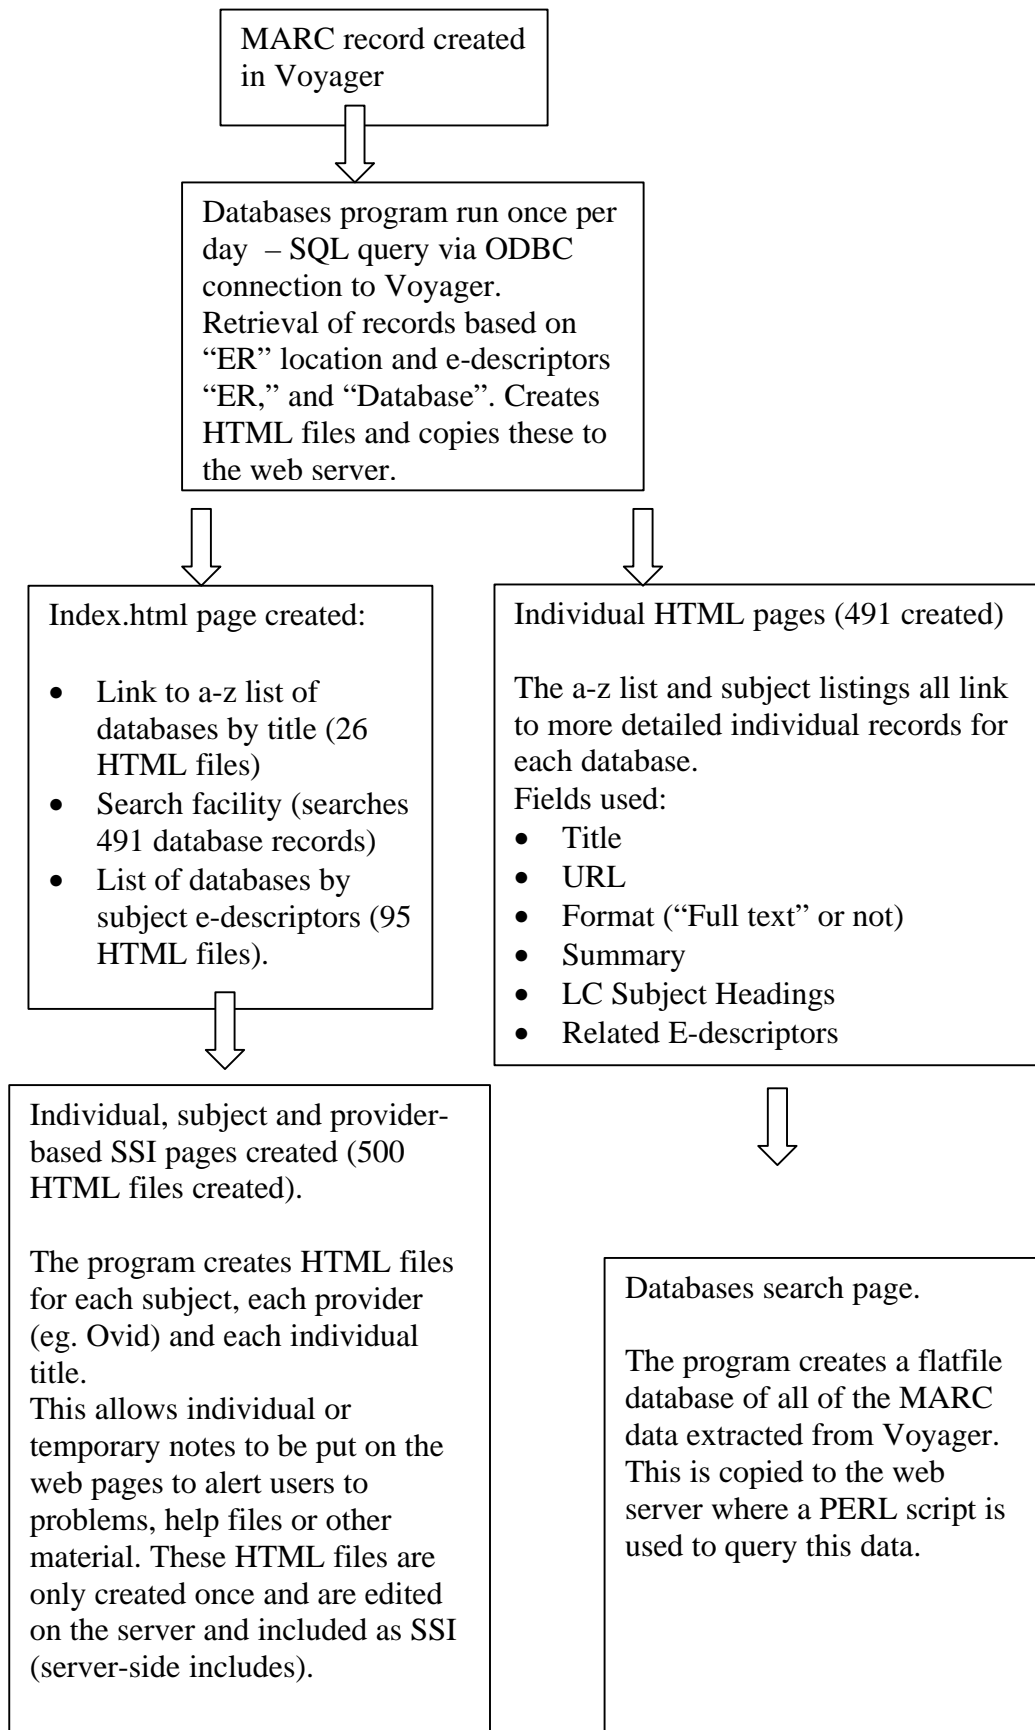 MARC record created
in Voyager
Databases program run once per
day  – SQL query via ODBC
connection to Voyager.
Retrieval of records based on
“ER” location and e-descriptors
“ER,” and “Database”. Creates
HTML files and copies these to
the web server.
Index.html page created:
• Link to a-z list of
databases by title (26
HTML files)
• Search facility (searches
491 database records)
• List of databases by
subject e-descriptors (95
HTML files).
Individual HTML pages (491 created)
The a-z list and subject listings all link
to more detailed individual records for
each database.
Fields used:
• Title
• URL
• Format (“Full text” or not)
• Summary
• LC Subject Headings
• Related E-descriptors
Individual, subject and provider-
based SSI pages created (500
HTML files created).
The program creates HTML files
for each subject, each provider
(eg. Ovid) and each individual
title.
This allows individual or
temporary notes to be put on the
web pages to alert users to
problems, help files or other
material. These HTML files are
only created once and are edited
on the server and included as SSI
(server-side includes).
Databases search page.
The program creates a flatfile
database of all of the MARC
data extracted from Voyager.
This is copied to the web
server where a PERL script is
used to query this data.